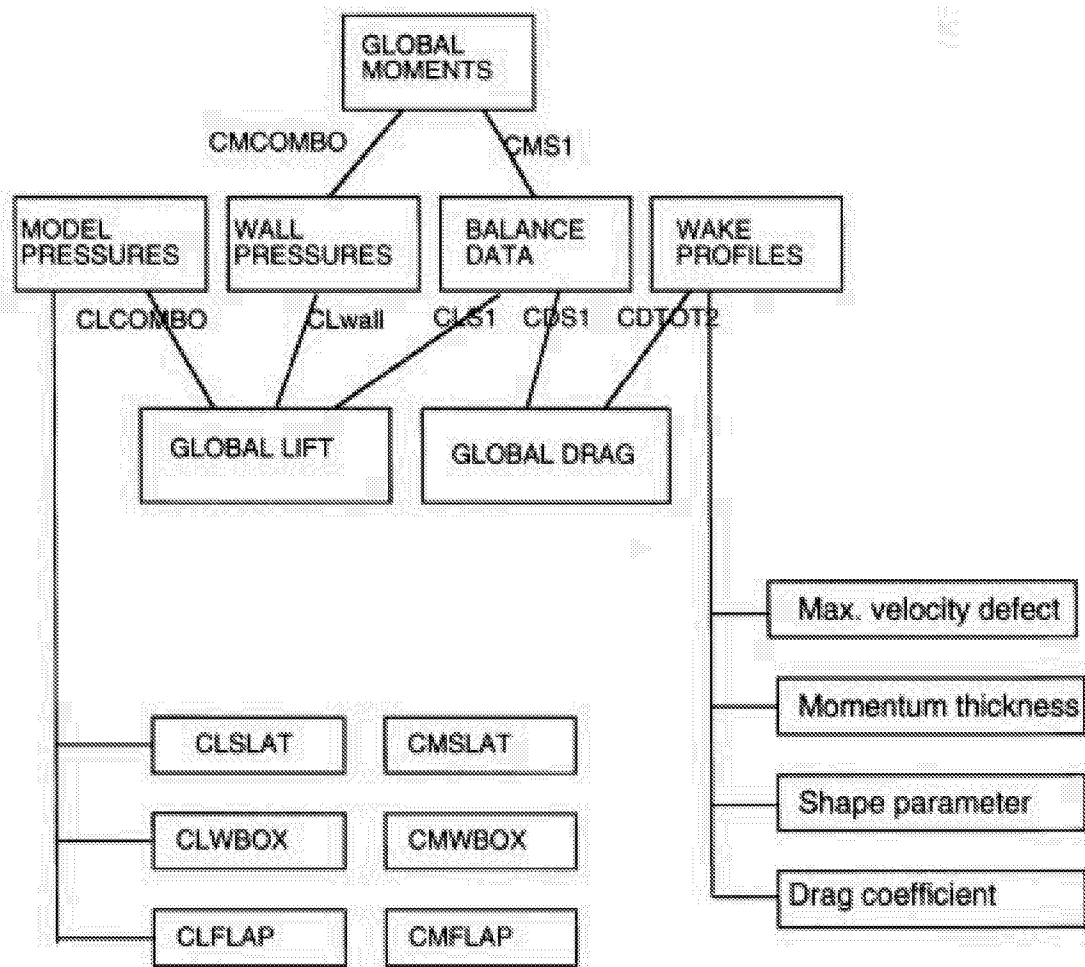 GLOBAL
MOMENTS
CMCOMBO
CMS1
MODEL
PRESSURES
WALL
PRESSURES
BALANCE
DATA
WAKE
PROFILES
CLCOMBO
CLwall
CLS1
CDS1
CDTOT2
GLOBAL LIFT
GLOBAL DRAG
Max. velocity defect
Momentum thickness
CLSLAT
CMSLAT
Shape parameter
CLWBOX
CMWBOX
Drag coefficient
CLFLAP
CMFLAP